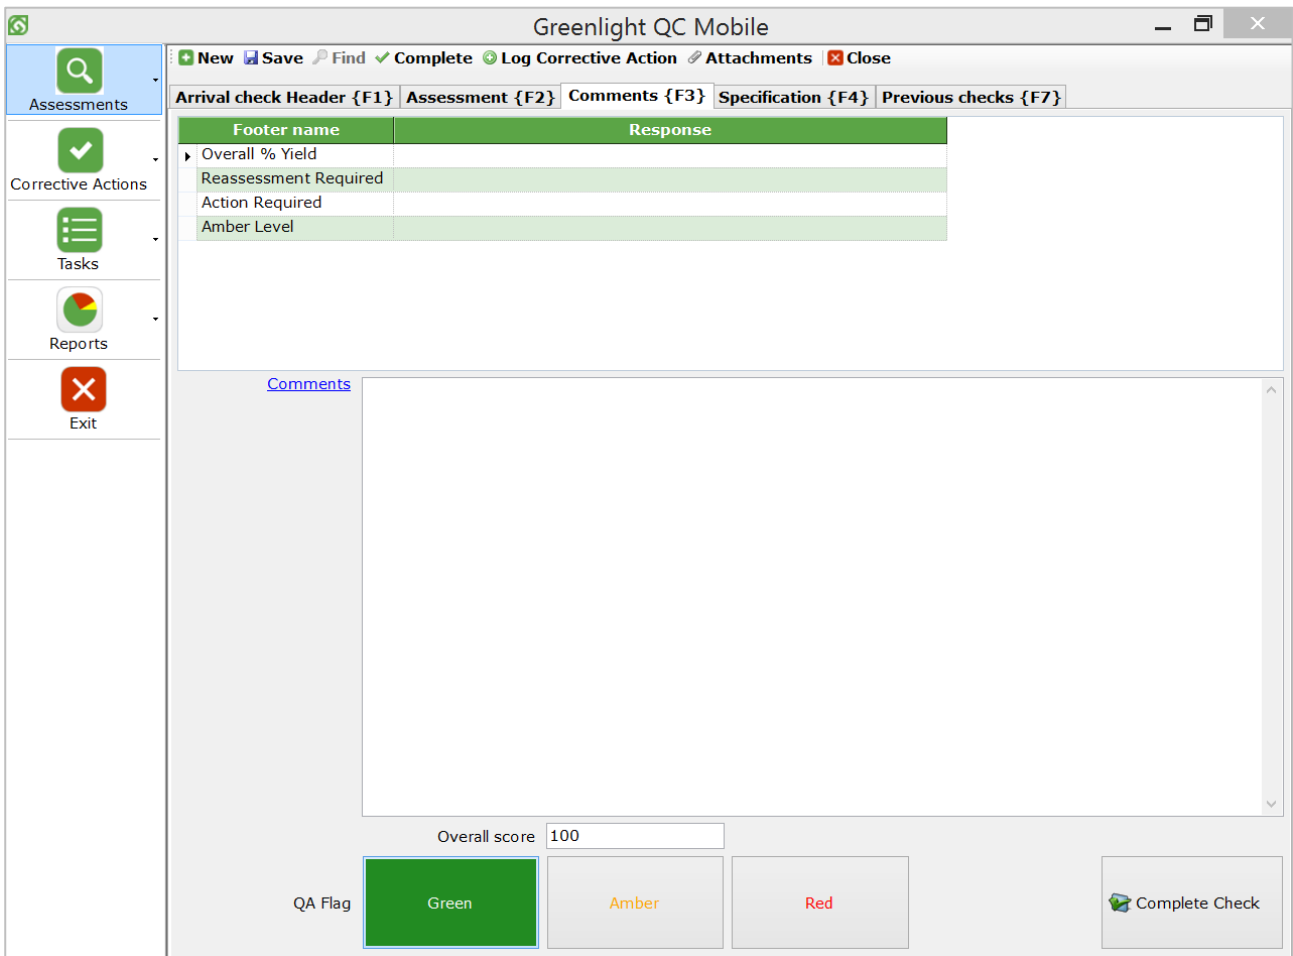 Greenlight QC Mobile
New Save Find Complete Log Corrective Action Attachments Close
Arrival check Header {F1} Assessment {F2} Comments {F3} Specification {F4} Previous checks {F7}
Assessments
Corrective Actions
Tasks
Reports
Exit
Footer name Response
Overall % Yield
Reassessment Required
Action Required
Amber Level
Comments
Overall score 100
QA Flag Green Amber Red Complete Check